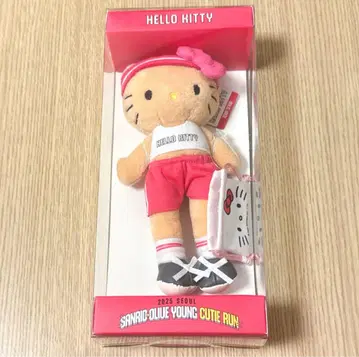 HELLO KITTY
HELLO KITTY
2025 SEOUL
SANRIO·OLIVE YOUNG CUTIE RUN